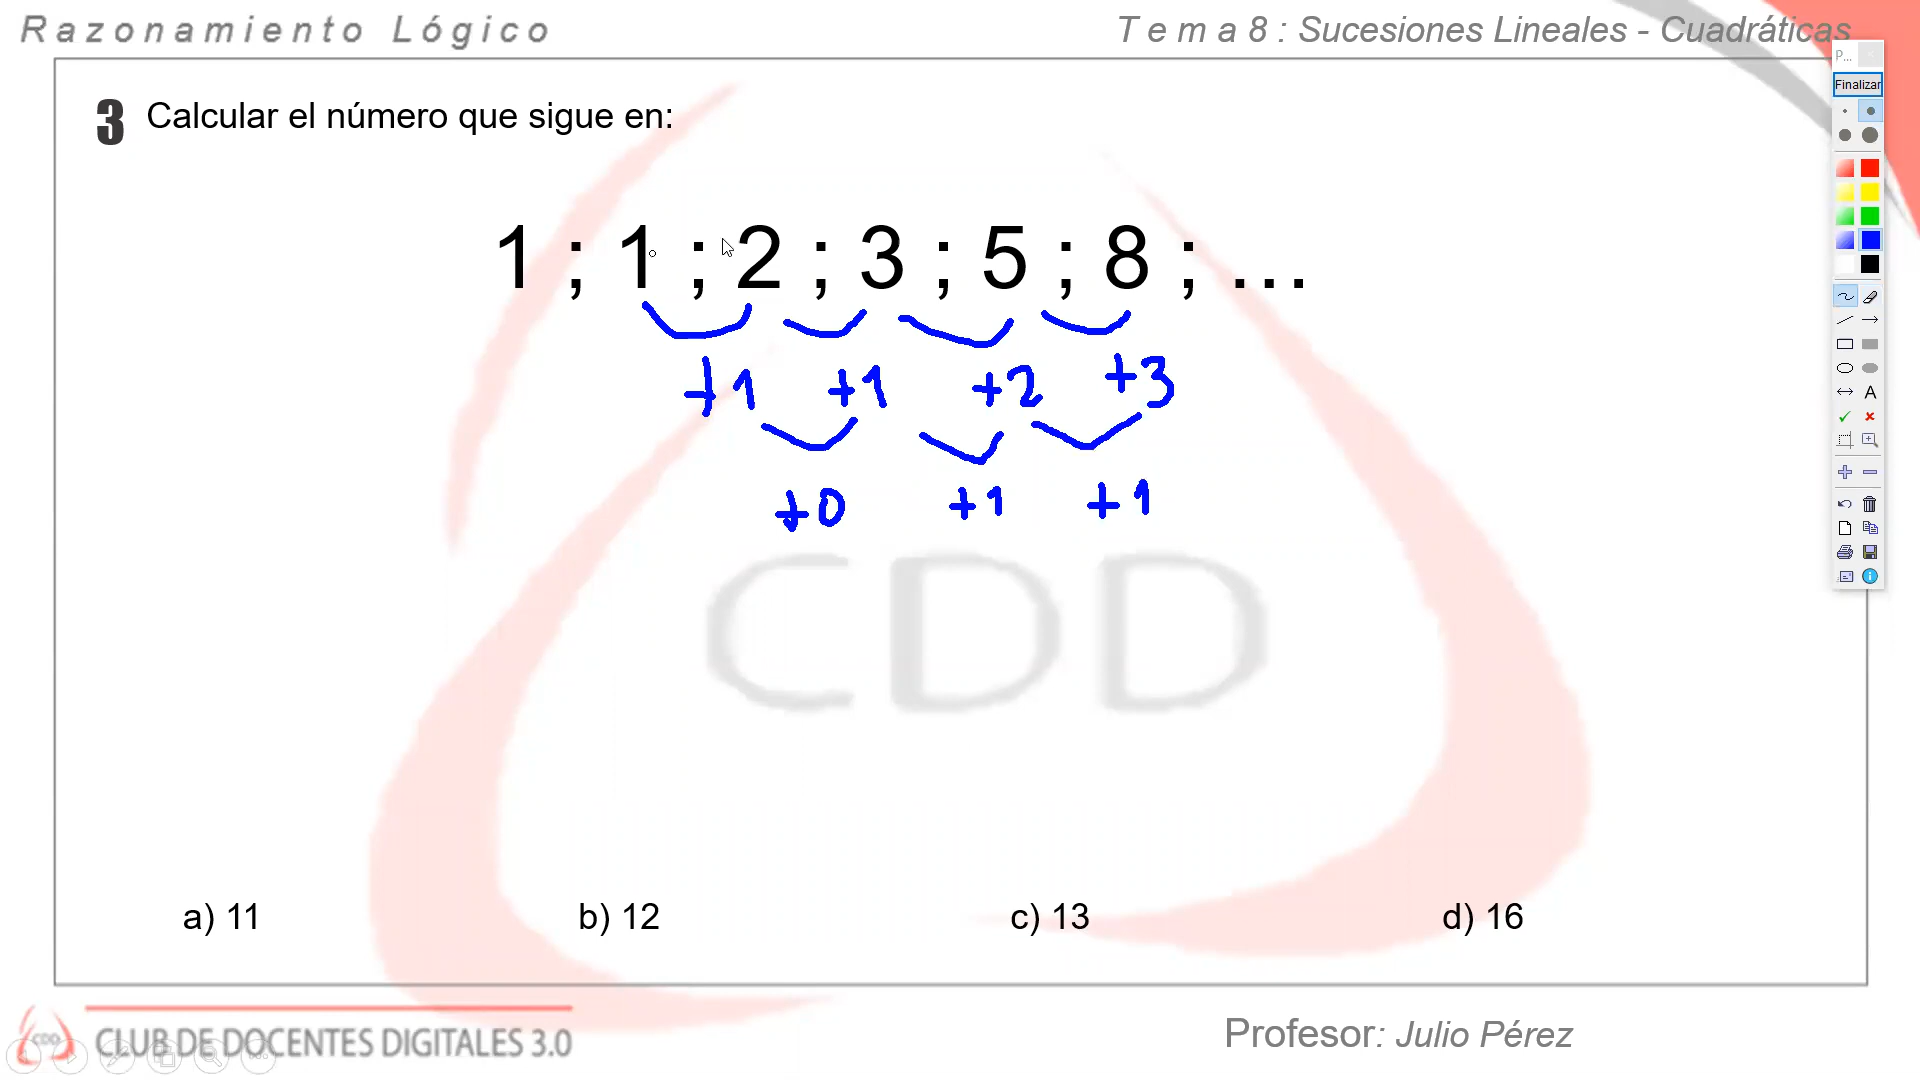 Razonamiento Lógico
Tema 8 : Sucesiones Lineales - Cuadráticas
P...
Finalizar
3 Calcular el número que sigue en:
1 ; 1 ; 2 ; 3 ; 5 ; 8 ; ...
+1 +1 +2 +3
+0 +1 +1
A
CDD
a) 11 b) 12 c) 13 d) 16
CDD
CLUB DE DOCENTES DIGITALES 3.0
Profesor: Julio Pérez